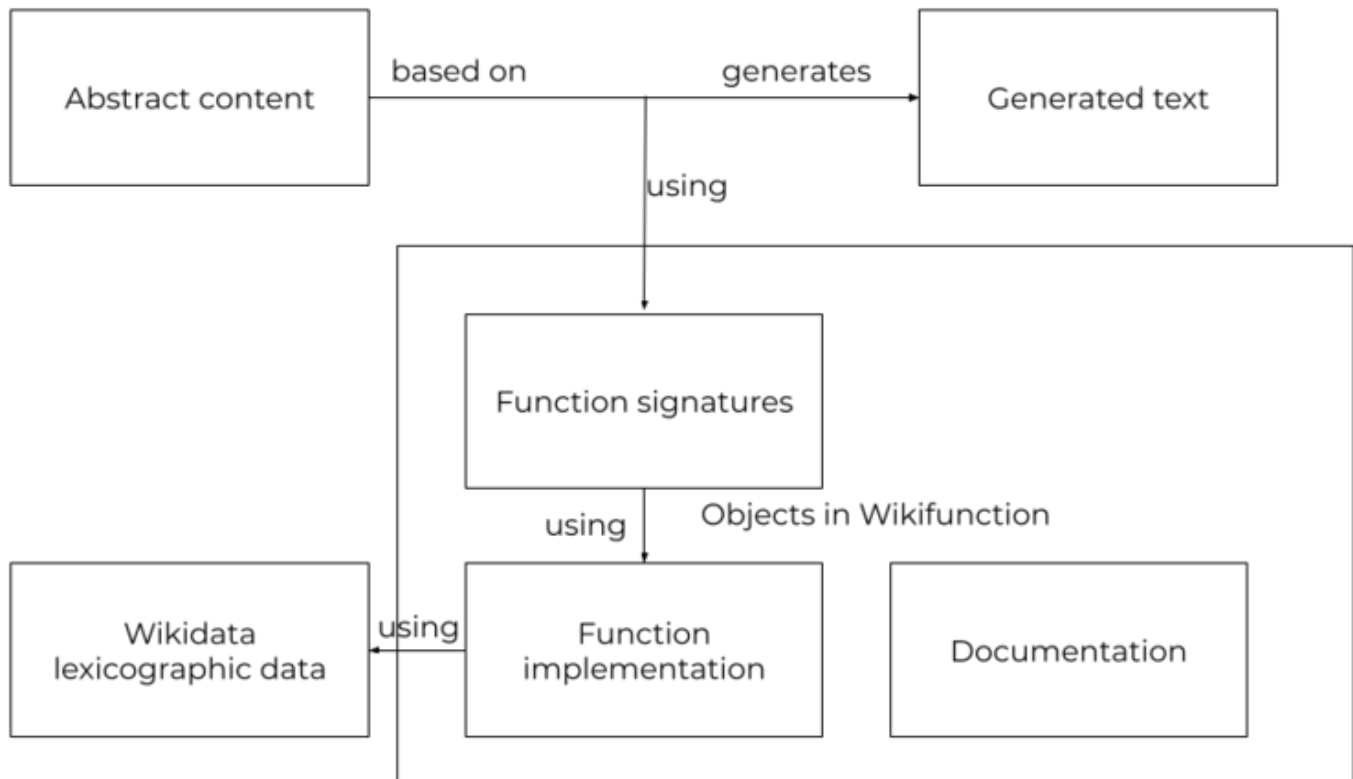 Abstract content
based on
generates
Generated text
using
Function signatures
using
Objects in Wikifunction
Wikidata
lexicographic data
using
Function
implementation
Documentation